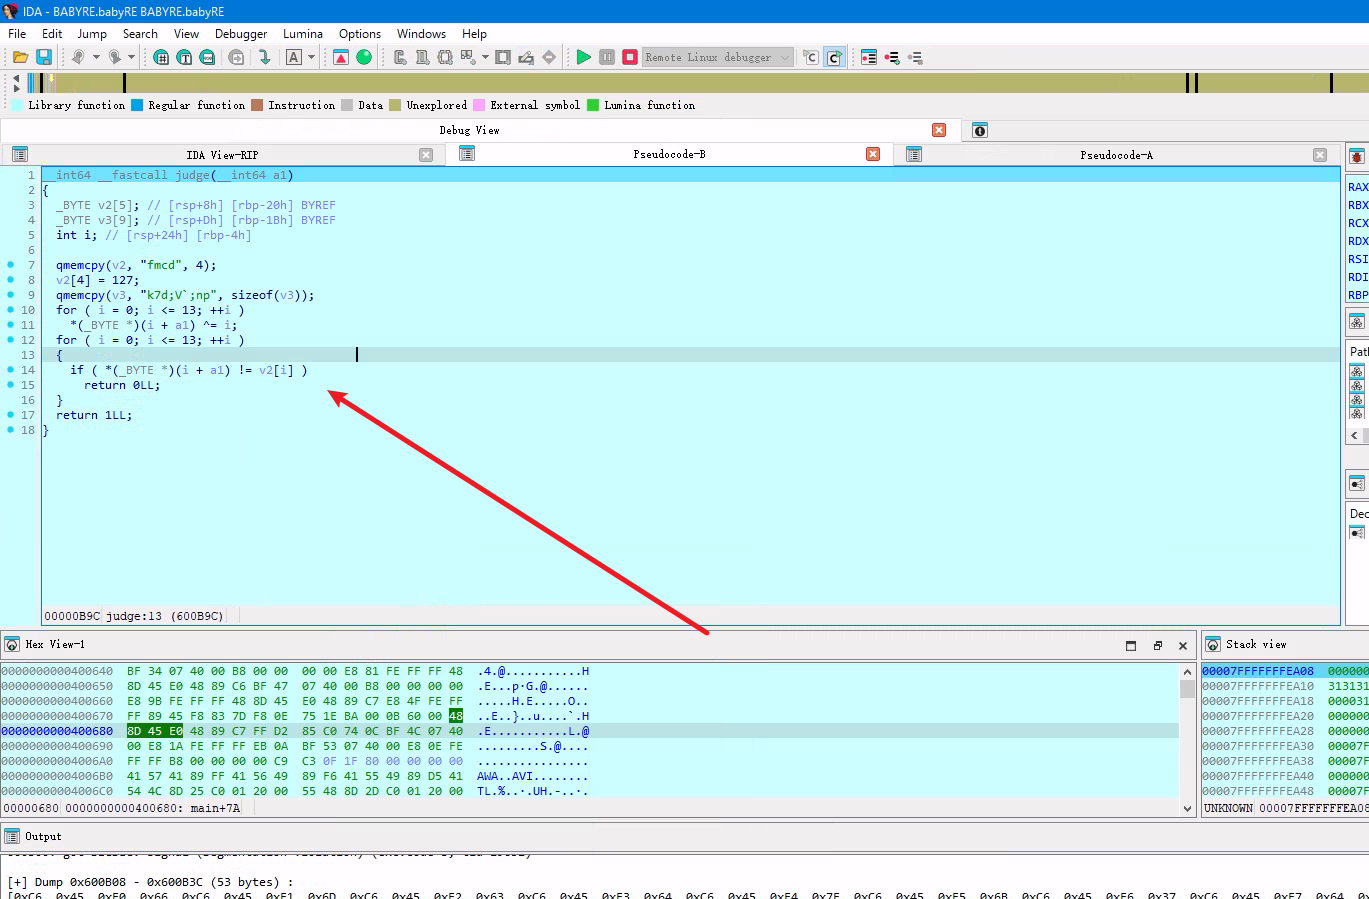 IDA - BABYRE.babyRE BABYRE.babyRE
File Edit Jump Search View Debugger Lumina Options Windows Help
Remote Linux debugger
Library function Regular function Instruction Data Unexplored External symbol Lumina function
Debug View
IDA View-RIP Pseudocode-B Pseudocode-A
1 __int64 __fastcall judge(__int64 a1)
2 {
3 _BYTE v2[5]; // [rsp+8h] [rbp-20h] BYREF
4 _BYTE v3[9]; // [rsp+Dh] [rbp-1Bh] BYREF
5 int i; // [rsp+24h] [rbp-4h]
6
7 qmemcpy(v2, "fmcd", 4);
8 v2[4] = 127;
9 qmemcpy(v3, "k7d;V`;np", sizeof(v3));
10 for ( i = 0; i <= 13; ++i )
11 *(_BYTE *)(i + a1) ^= i;
12 for ( i = 0; i <= 13; ++i )
13 {
14 if ( *(_BYTE *)(i + a1) != v2[i] )
15 return 0LL;
16 }
17 return 1LL;
18 }
00000B9C judge:13 (600B9C)
RAX
RBX
RCX
RDX
RSI
RDI
RBP
Path
Dec
Hex View-1
0000000000400640 BF 34 07 40 00 B8 00 00 00 00 E8 81 FE FF FF 48 .4.@...........H
0000000000400650 8D 45 E0 48 89 C6 BF 47 07 40 00 B8 00 00 00 00 .E...p·G.@......
0000000000400660 E8 9B FE FF FF 48 8D 45 E0 48 89 C7 E8 4F FE FF .....H.E.....O..
0000000000400670 FF 89 45 F8 83 7D F8 0E 75 1E BA 00 0B 60 00 48 ..E..}..u....`.H
0000000000400680 8D 45 E0 48 89 C7 FF D2 85 C0 74 0C BF 4C 07 40 .E...........L.@
0000000000400690 00 E8 1A FE FF FF EB 0A BF 53 07 40 00 E8 0E FE .........S.@....
00000000004006A0 FF FF B8 00 00 00 00 C9 C3 0F 1F 80 00 00 00 00 ................
00000000004006B0 41 57 41 89 FF 41 56 49 89 F6 41 55 49 89 D5 41 AWA..AVI........
00000000004006C0 54 4C 8D 25 C0 01 20 00 55 48 8D 2D C0 01 20 00 TL.%..·.UH.-..·.
00000680 0000000000400680: main+7A
Stack view
00007FFFFFFFEA08 000000
00007FFFFFFFEA10 313131
00007FFFFFFFEA18 000031
00007FFFFFFFEA20 00000
00007FFFFFFFEA28 00000
00007FFFFFFFEA30 00007F
00007FFFFFFFEA38 00007F
00007FFFFFFFEA40 00000
00007FFFFFFFEA48 00007F
UNKNOWN 00007FFFFFFFEA08
Output
[+] Dump 0x600B08 - 0x600B3C (53 bytes) :
[0xC6, 0x45, 0xE0, 0x66, 0xC6, 0x45, 0xE1, 0x6D, 0xC6, 0x45, 0xE2, 0x63, 0xC6, 0x45, 0xE3, 0x64, 0xC6, 0x45, 0xE4, 0x7F, 0xC6, 0x45, 0xE5, 0x6B, 0xC6, 0x45, 0xE6, 0x37, 0xC6, 0x45, 0xE7, 0x64,